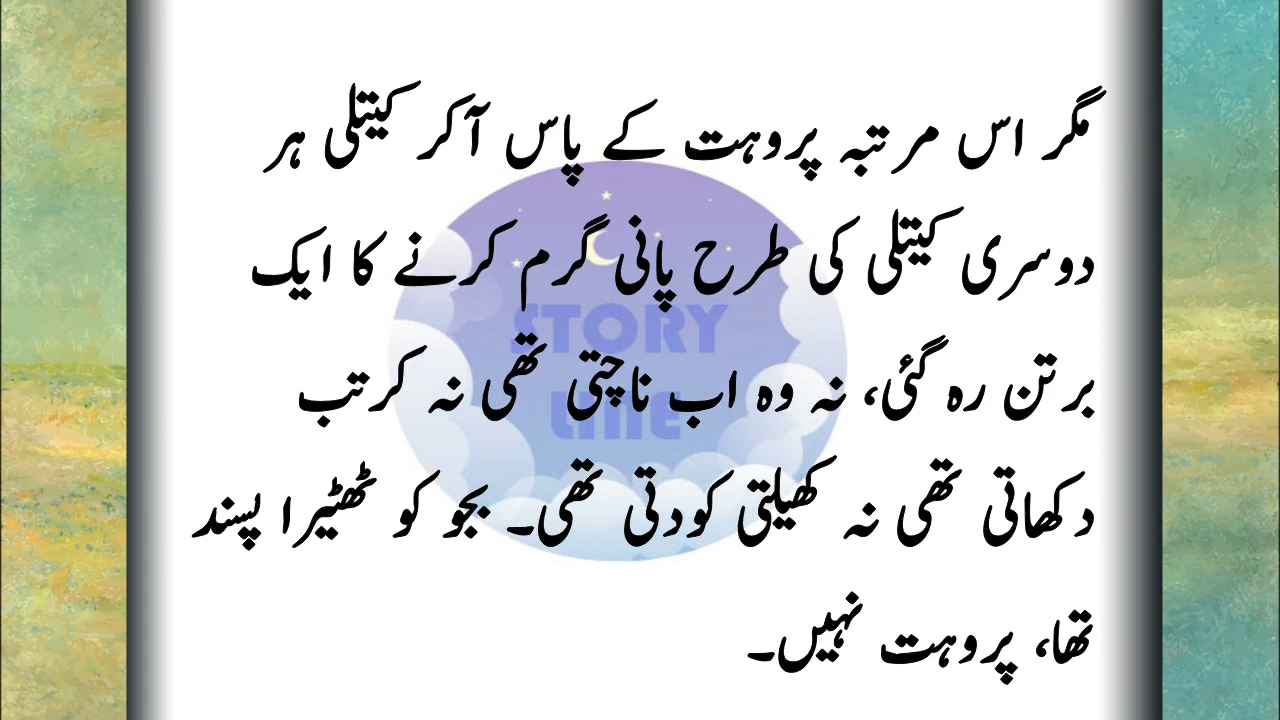 مگر اس مرتبہ پروہت کے پاس آکر کیتلی ہر
دوسری کیتلی کی طرح پانی گرم کرنے کا ایک
برتن رہ گئی، نہ وہ اب ناچتی تھی نہ کرتب
دکھاتی تھی نہ کھیلتی کودتی تھی۔ بجو کو ٹھٹیرا پسند
تھا، پروہت نہیں۔
STORY
LINE